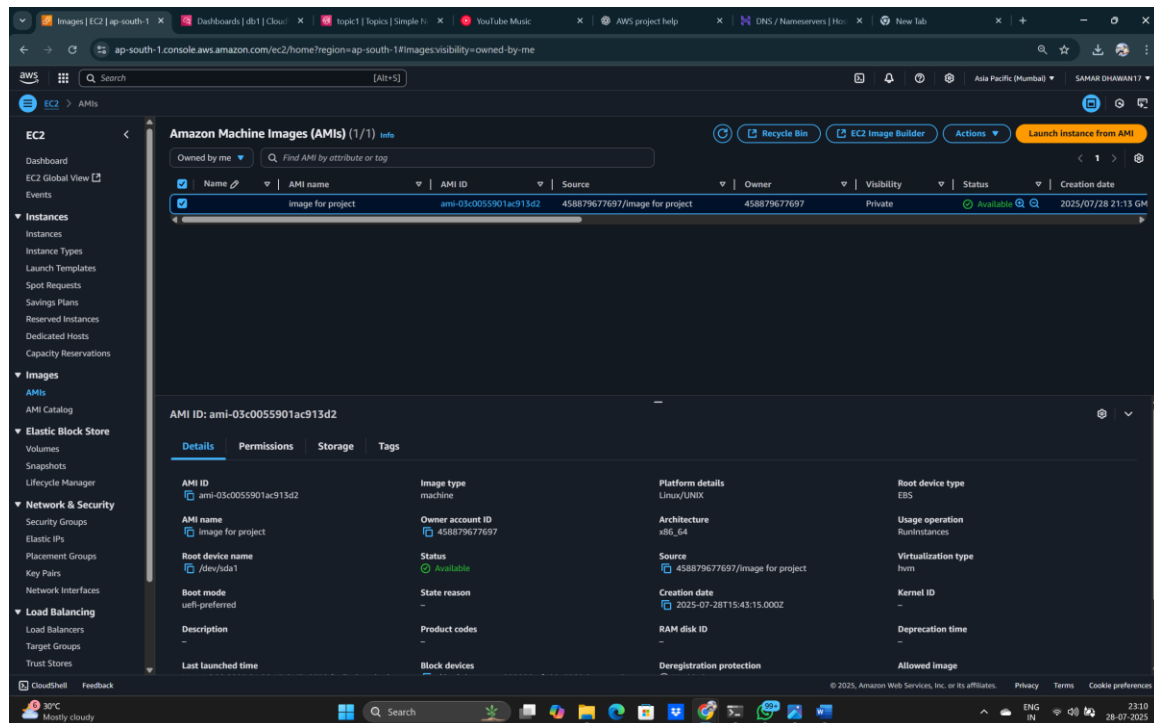 Images | EC2 | ap-south-1
Dashboards | db1 | Cloud
topic1 | Topics | Simple N
YouTube Music
AWS project help
DNS / Nameservers | Hos
New Tab
ap-south-1.console.aws.amazon.com/ec2/home?region=ap-south-1#Images:visibility=owned-by-me
aws
Search [Alt+S]
Asia Pacific (Mumbai)
SAMAR DHAWAN17
EC2 > AMIs
EC2
Dashboard
EC2 Global View
Events
Instances
Instances
Instance Types
Launch Templates
Spot Requests
Savings Plans
Reserved Instances
Dedicated Hosts
Capacity Reservations
Images
AMIs
AMI Catalog
Elastic Block Store
Volumes
Snapshots
Lifecycle Manager
Network & Security
Security Groups
Elastic IPs
Placement Groups
Key Pairs
Network Interfaces
Load Balancing
Load Balancers
Target Groups
Trust Stores
Amazon Machine Images (AMIs) (1/1) Info
Recycle Bin
EC2 Image Builder
Actions
Launch instance from AMI
Owned by me
Find AMI by attribute or tag
1
Name AMI name AMI ID Source Owner Visibility Status Creation date
image for project ami-03c0055901ac913d2 458879677697/image for project 458879677697 Private Available 2025/07/28 21:13 GM
AMI ID: ami-03c0055901ac913d2
Details Permissions Storage Tags
AMI ID Image type Platform details Root device type
ami-03c0055901ac913d2 machine Linux/UNIX EBS
AMI name Owner account ID Architecture Usage operation
image for project 458879677697 x86_64 RunInstances
Root device name Status Source Virtualization type
/dev/sda1 Available 458879677697/image for project hvm
Boot mode State reason Creation date Kernel ID
uefi-preferred – 2025-07-28T15:43:15.000Z –
Description Product codes RAM disk ID Deprecation time
– – – –
Last launched time Block devices Deregistration protection Allowed image
CloudShell Feedback
© 2025, Amazon Web Services, Inc. or its affiliates. Privacy Terms Cookie preferences
30°C
Mostly cloudy
Search
99+
ENG
IN
23:10
28-07-2025